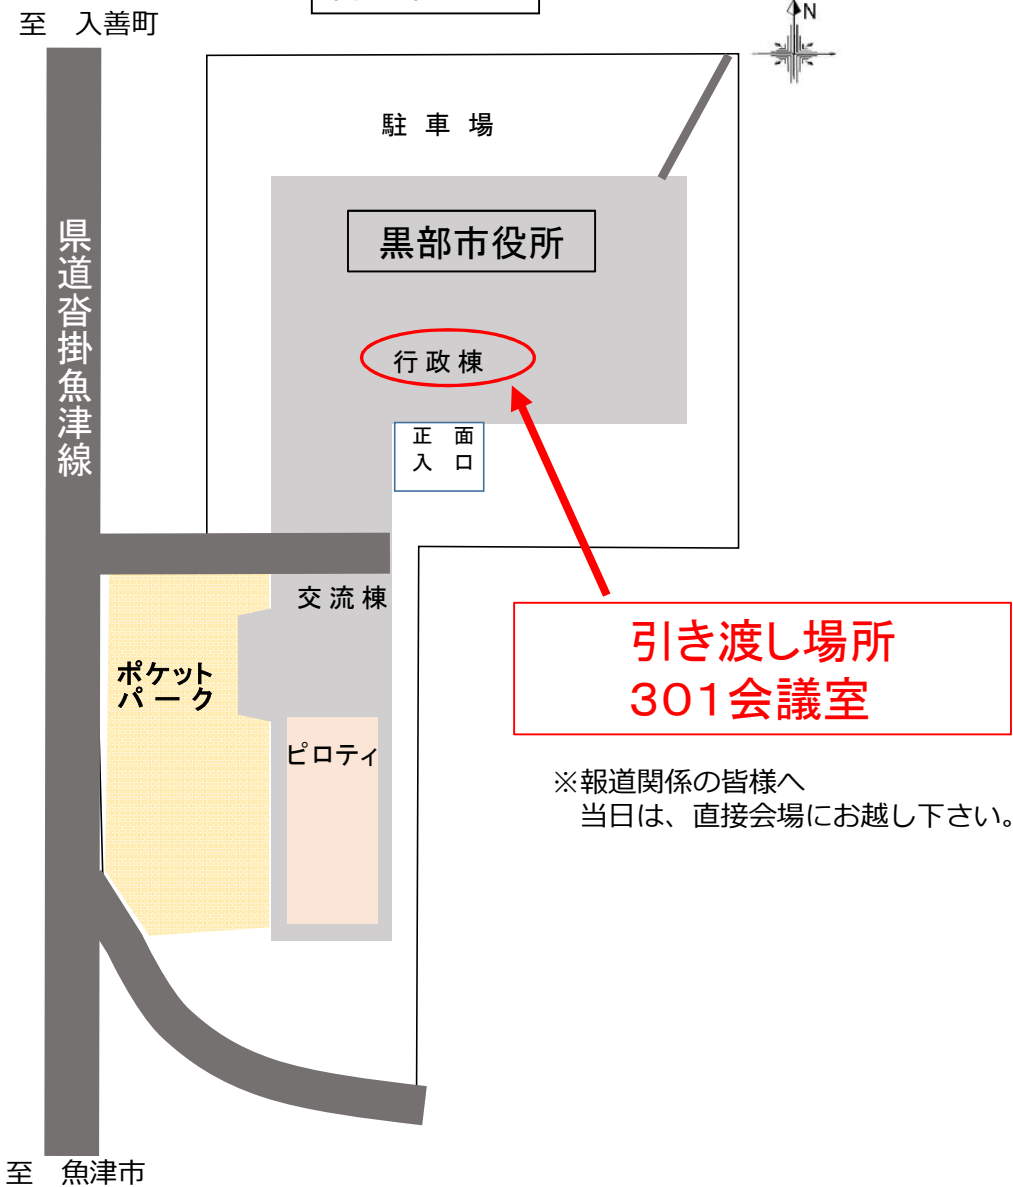 至　入善町
N
駐 車 場
黒部市役所
県道沓掛魚津線
行政棟
正　面
入　口
交流棟
引き渡し場所
３０１会議室
ポケット
パーク
ピロティ
※報道関係の皆様へ
当日は、直接会場にお越し下さい。
至　魚津市